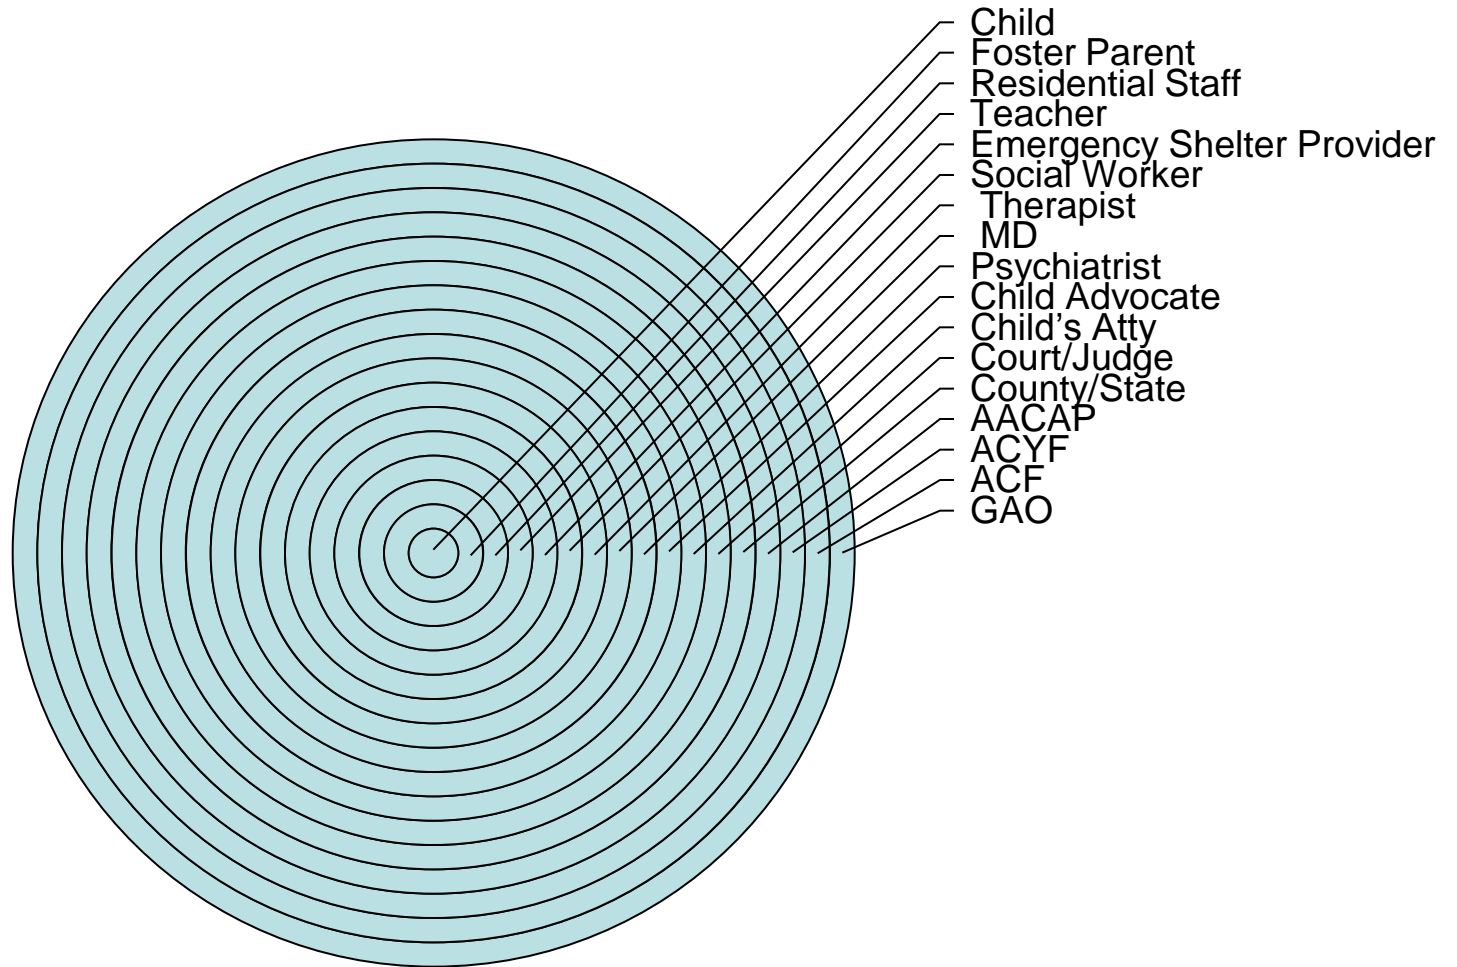 Child
Foster Parent
Residential Staff
Teacher
Emergency Shelter Provider
Social Worker
Therapist
MD
Psychiatrist
Child Advocate
Child’s Atty
Court/Judge
County/State
AACAP
ACYF
ACF
GAO